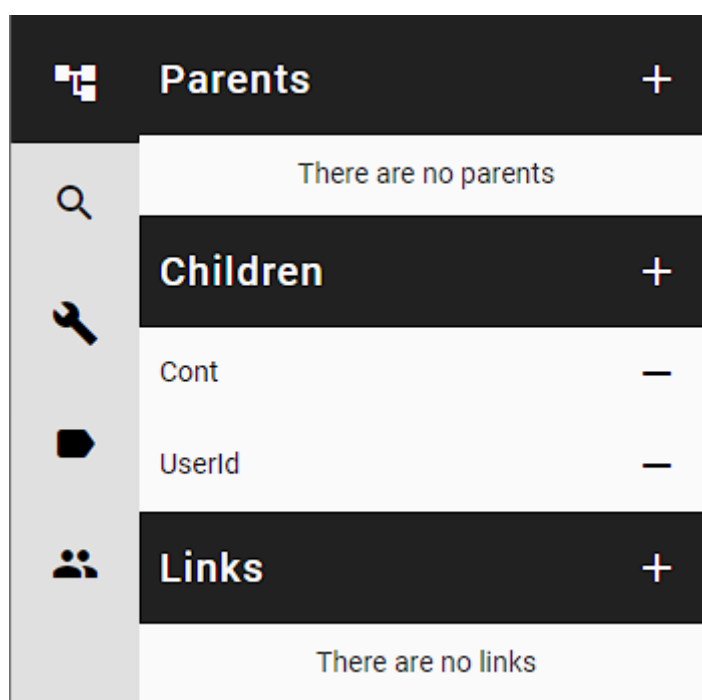 Parents
There are no parents
Children
Cont
UserId
Links
There are no links